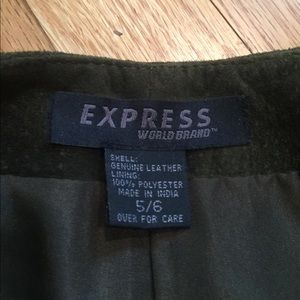 EXPRESS
WORLD BRAND™
SHELL:
GENUINE LEATHER
LINING:
100% POLYESTER
MADE IN INDIA
5/6
OVER FOR CARE